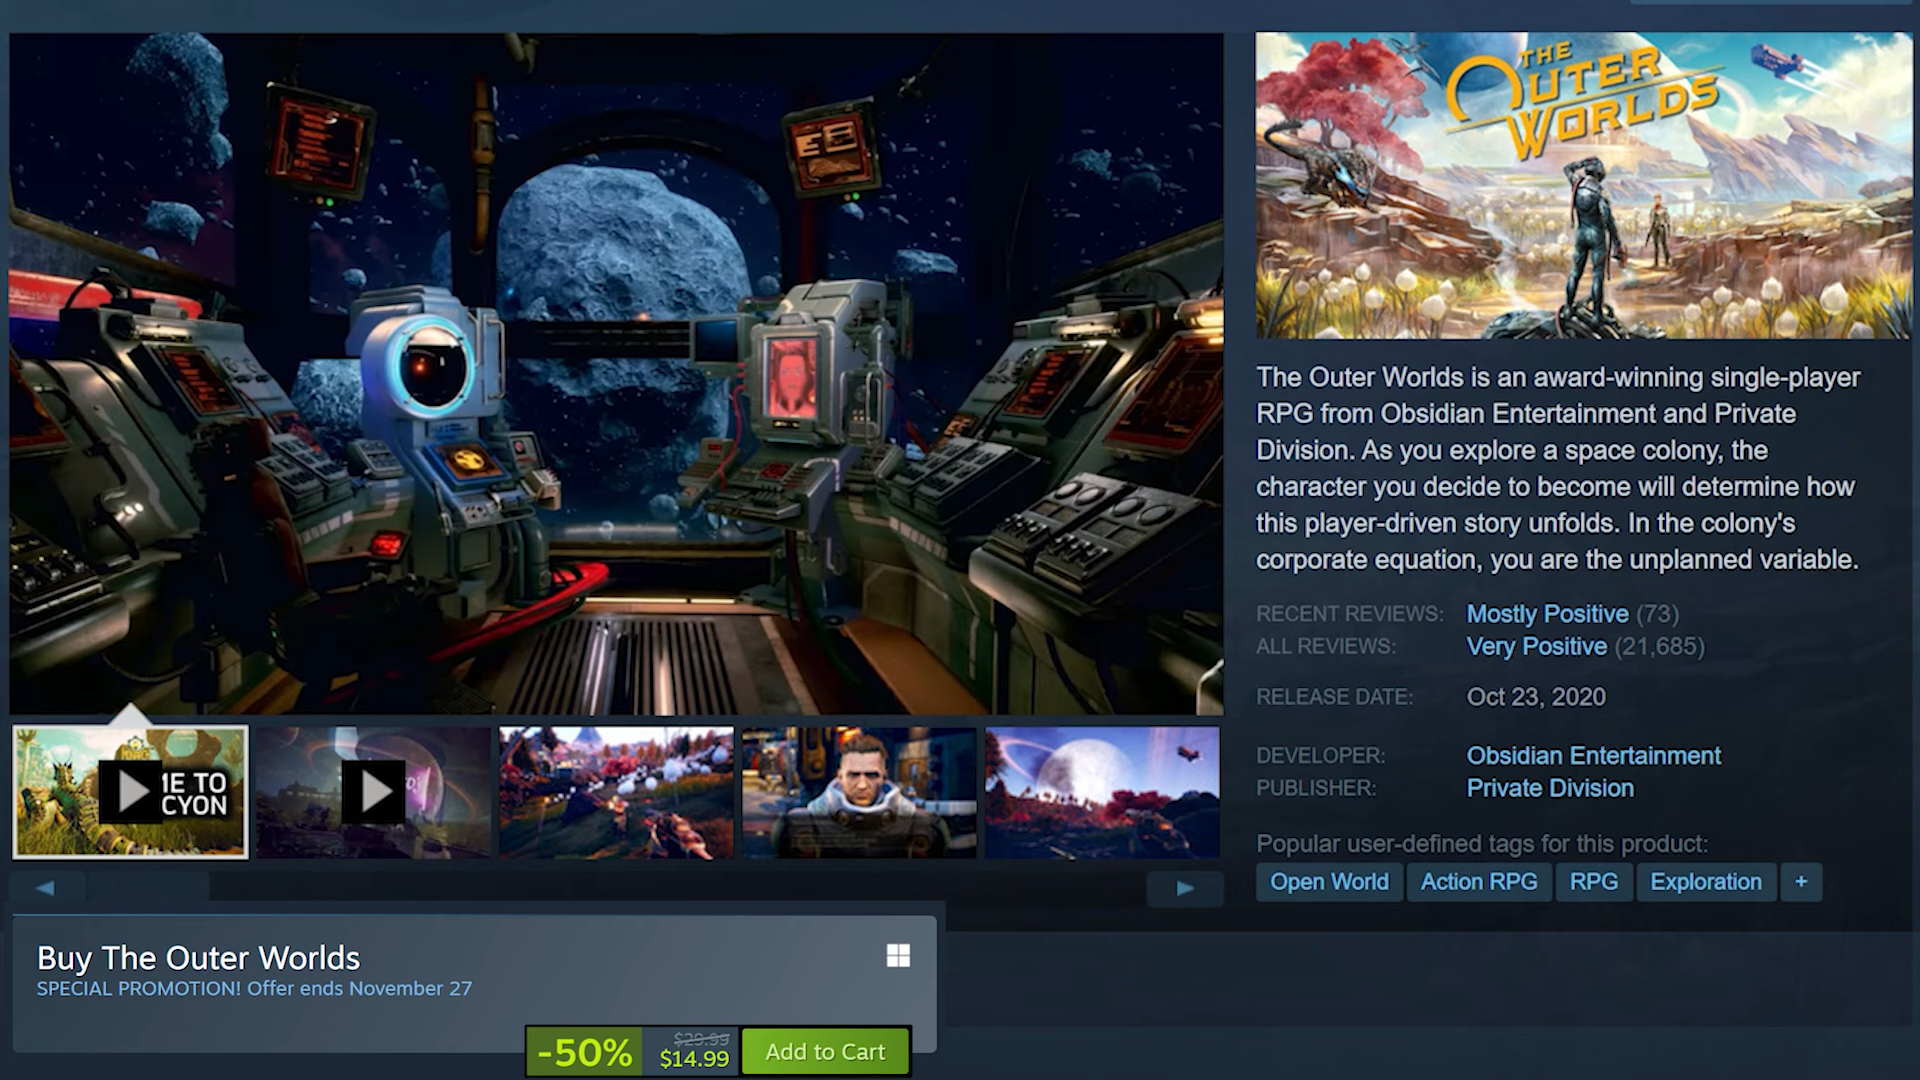 THE
OUTER
WORLDS
The Outer Worlds is an award-winning single-player
RPG from Obsidian Entertainment and Private
Division. As you explore a space colony, the
character you decide to become will determine how
this player-driven story unfolds. In the colony's
corporate equation, you are the unplanned variable.
RECENT REVIEWS: Mostly Positive (73)
ALL REVIEWS: Very Positive (21,685)
RELEASE DATE: Oct 23, 2020
DEVELOPER: Obsidian Entertainment
PUBLISHER: Private Division
Popular user-defined tags for this product:
Open World Action RPG RPG Exploration +
ME TO
CYON
Buy The Outer Worlds
SPECIAL PROMOTION! Offer ends November 27
-50% $29.99 $14.99 Add to Cart